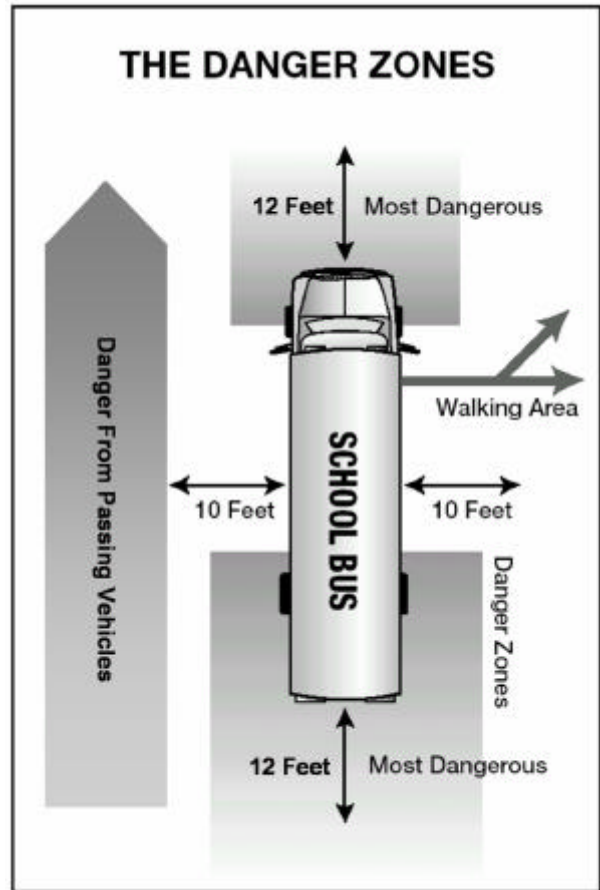 THE DANGER ZONES
12 Feet
Most Dangerous
Danger From Passing Vehicles
Walking Area
SCHOOL BUS
10 Feet
10 Feet
Danger Zones
12 Feet
Most Dangerous